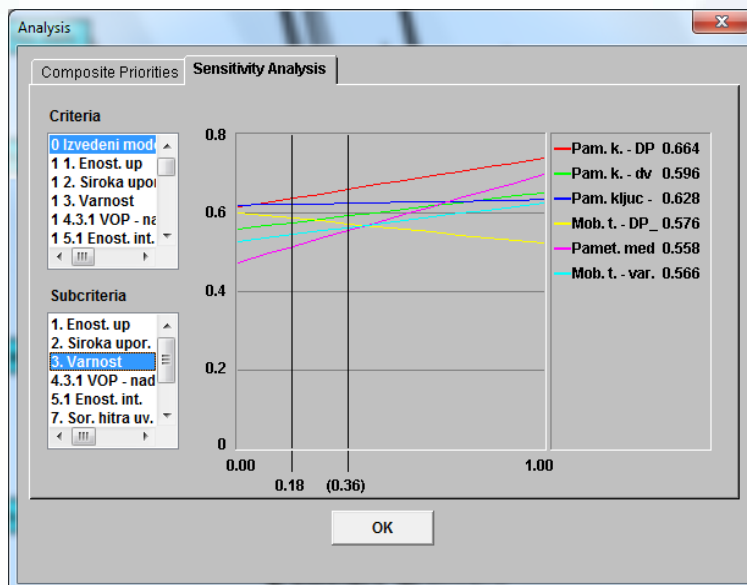 Analysis
Composite Priorities
Sensitivity Analysis
Criteria
0 Izvedeni mod
1 1. Enost. up
1 2. Siroka upo
1 3. Varnost
1 4.3.1 VOP - na
1 5.1 Enost. int.
Subcriteria
1. Enost. up
2. Siroka upor.
3. Varnost
4.3.1 VOP - nad
5.1 Enost. int.
7. Sor. hitra uv.
0.8
0.6
0.4
0.2
0
0.00
1.00
0.18
(0.36)
Pam. k. - DP 0.664
Pam. k. - dv 0.596
Pam. kljuc - 0.628
Mob. t. - DP_ 0.576
Pamet. med 0.558
Mob. t. - var. 0.566
OK